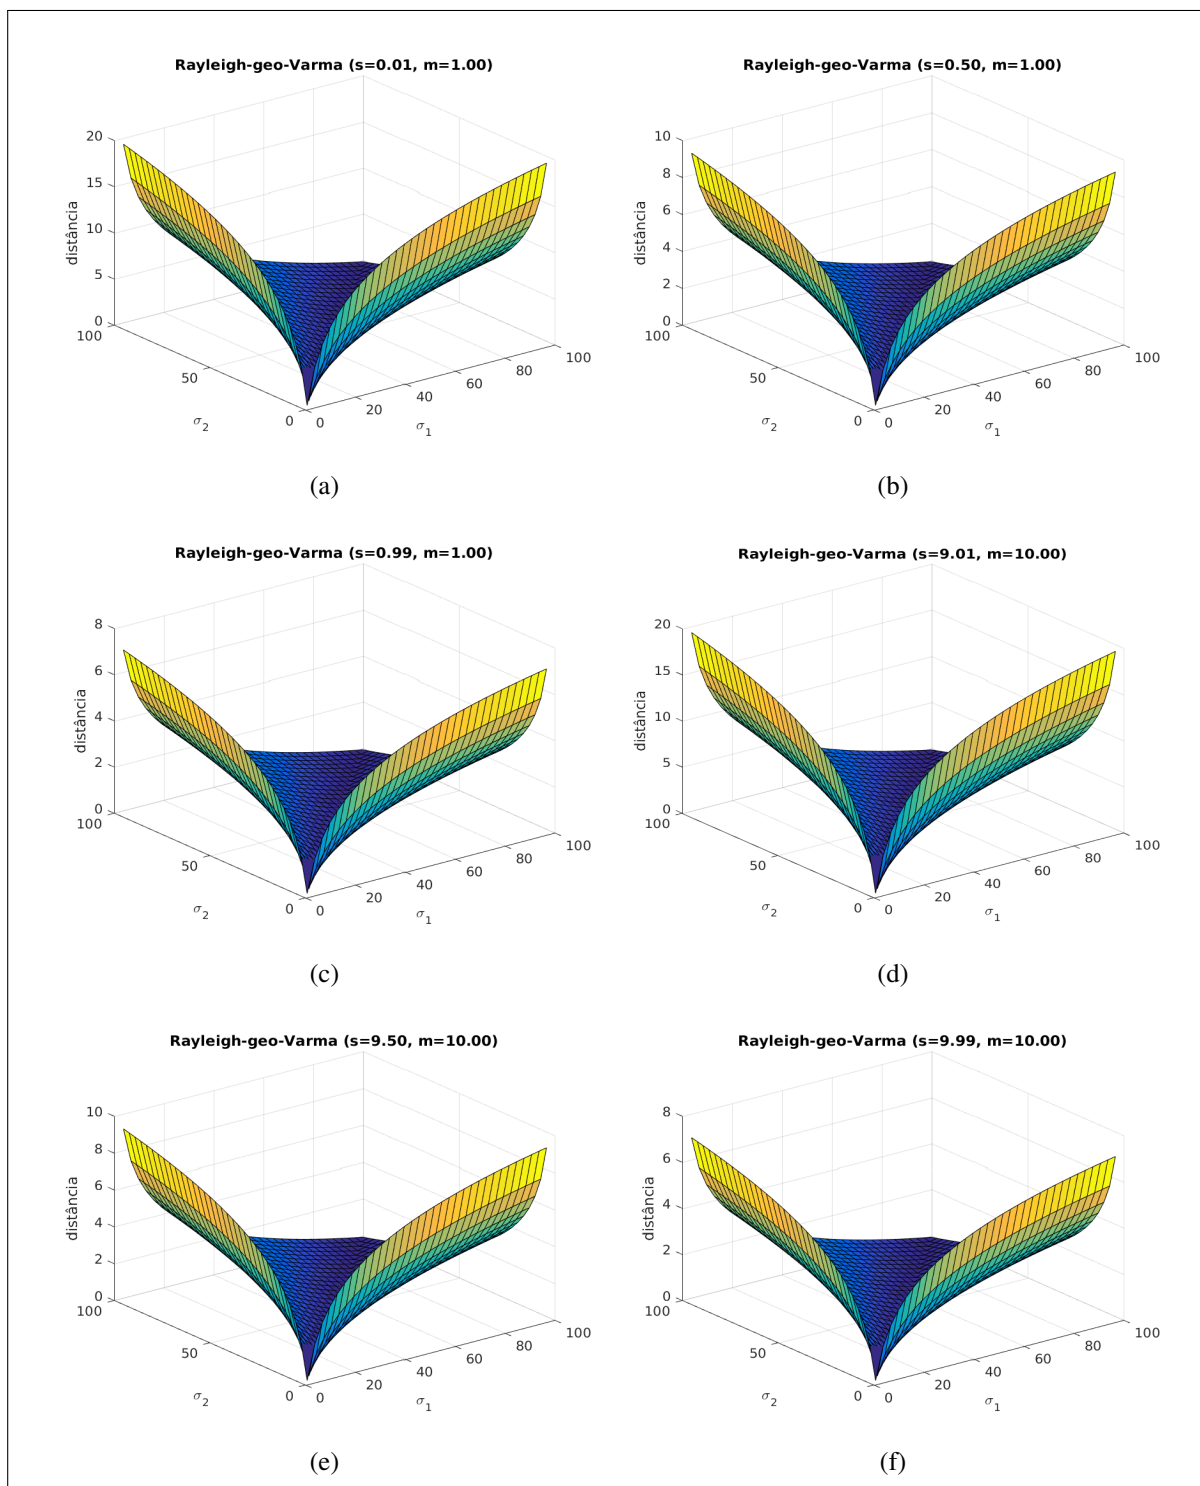 Rayleigh-geo-Varma (s=0.01, m=1.00)
20
15
10
5
0
distância
100
50
0
σ2
0
20
40
60
80
100
σ1
(a)
Rayleigh-geo-Varma (s=0.50, m=1.00)
10
8
6
4
2
0
distância
100
50
0
σ2
0
20
40
60
80
100
σ1
(b)
Rayleigh-geo-Varma (s=0.99, m=1.00)
8
6
4
2
0
distância
100
50
0
σ2
0
20
40
60
80
100
σ1
(c)
Rayleigh-geo-Varma (s=9.01, m=10.00)
20
15
10
5
0
distância
100
50
0
σ2
0
20
40
60
80
100
σ1
(d)
Rayleigh-geo-Varma (s=9.50, m=10.00)
10
8
6
4
2
0
distância
100
50
0
σ2
0
20
40
60
80
100
σ1
(e)
Rayleigh-geo-Varma (s=9.99, m=10.00)
8
6
4
2
0
distância
100
50
0
σ2
0
20
40
60
80
100
σ1
(f)